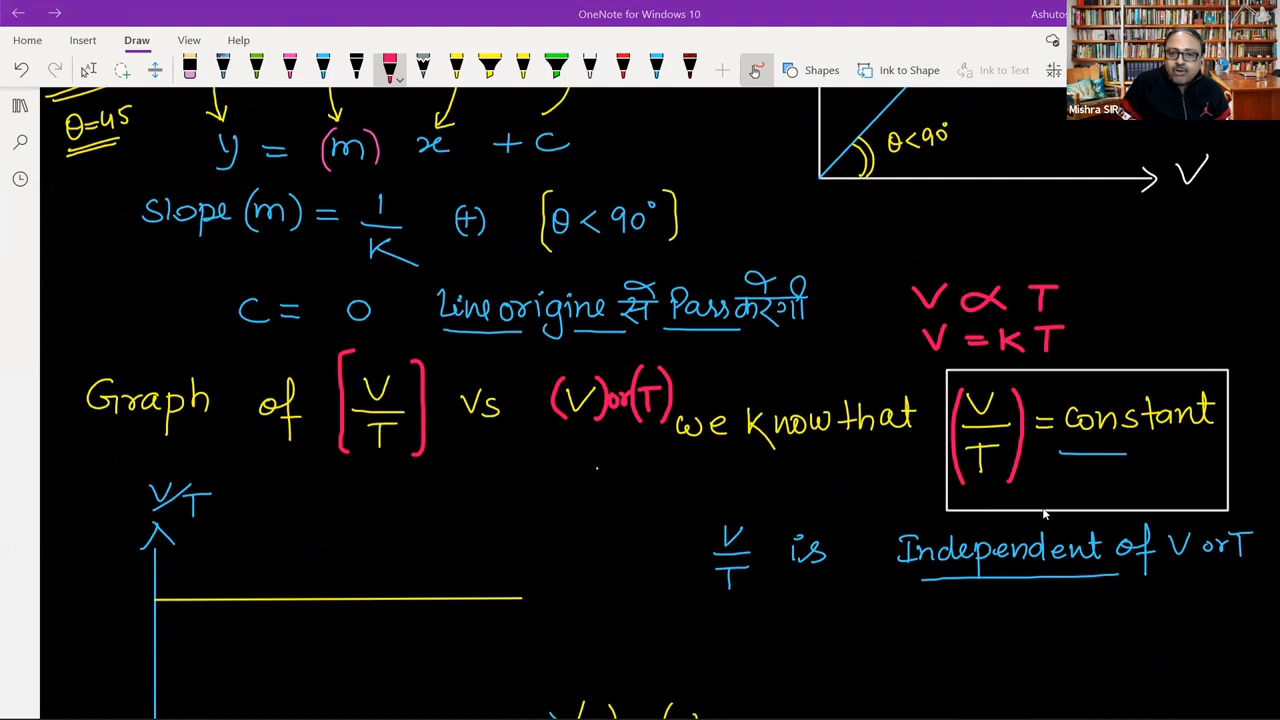 OneNote for Windows 10
Ashutos
Home Insert Draw View Help
Shapes
Ink to Shape
Ink to Text
Mishra SIR
θ=45
y = (m) x + C
θ<90°
V
Slope (m) = 1/K (+) [θ < 90°]
C = 0 Line origine से Pass करेगी
V ∝ T
V = K T
Graph of [V/T] vs (V) or (T)
we know that (V/T) = constant
V/T
V/T is Independent of V or T